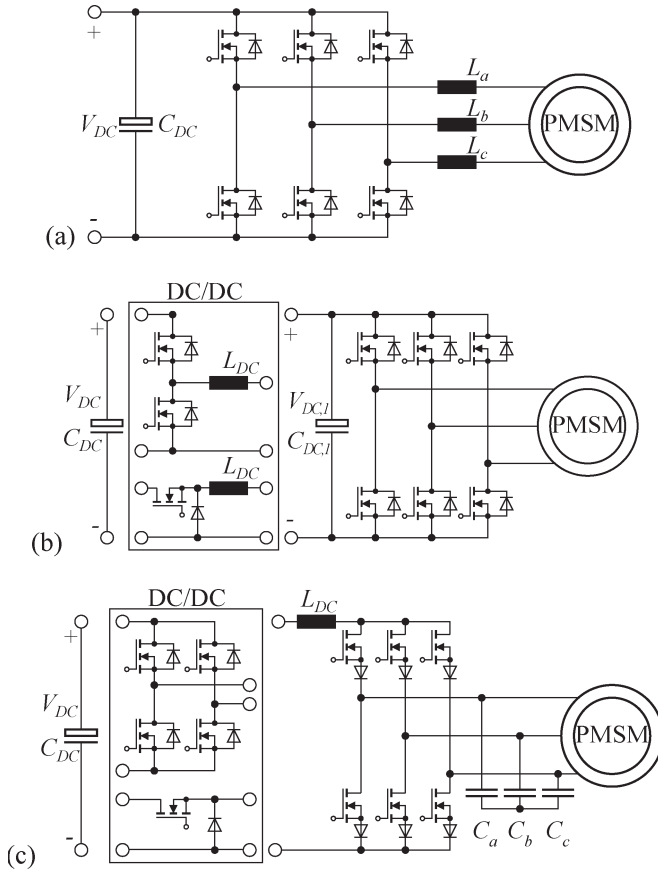 +
L_a
V_DC C_DC
L_b
PMSM
L_c
-
(a)
DC/DC
+
+
L_DC
V_DC
V_DC,1
C_DC
C_DC,1
PMSM
L_DC
-
-
(b)
DC/DC
L_DC
+
V_DC
C_DC
PMSM
-
C_a C_b C_c
(c)